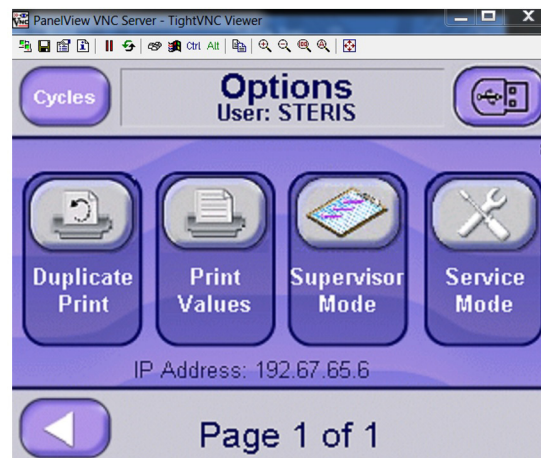 PanelView VNC Server - TightVNC Viewer
Ctrl Alt
Cycles
Options
User: STERIS
Duplicate Print
Print Values
Supervisor Mode
Service Mode
IP Address: 192.67.65.6
Page 1 of 1